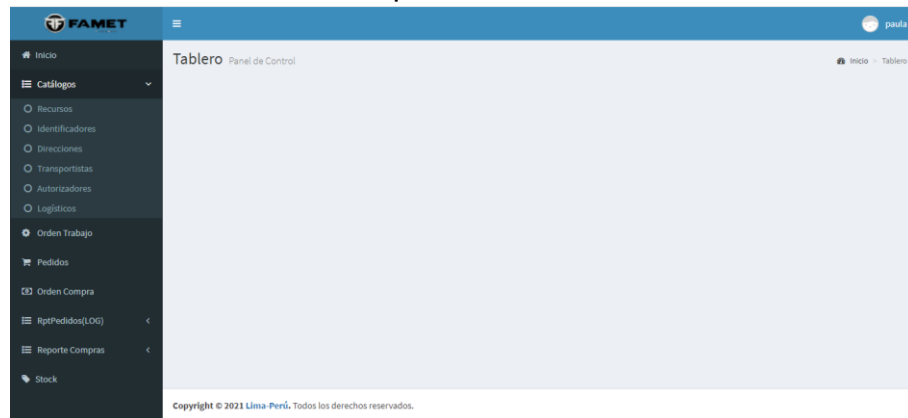 FAMET
paula
Inicio
Tablero Panel de Control
Inicio > Tablero
Catálogos
Recursos
Identificadores
Direcciones
Transportistas
Autorizadores
Logísticos
Orden Trabajo
Pedidos
Orden Compra
RptPedidos(LOG)
Reporte Compras
Stock
Copyright © 2021 Lima-Perú. Todos los derechos reservados.